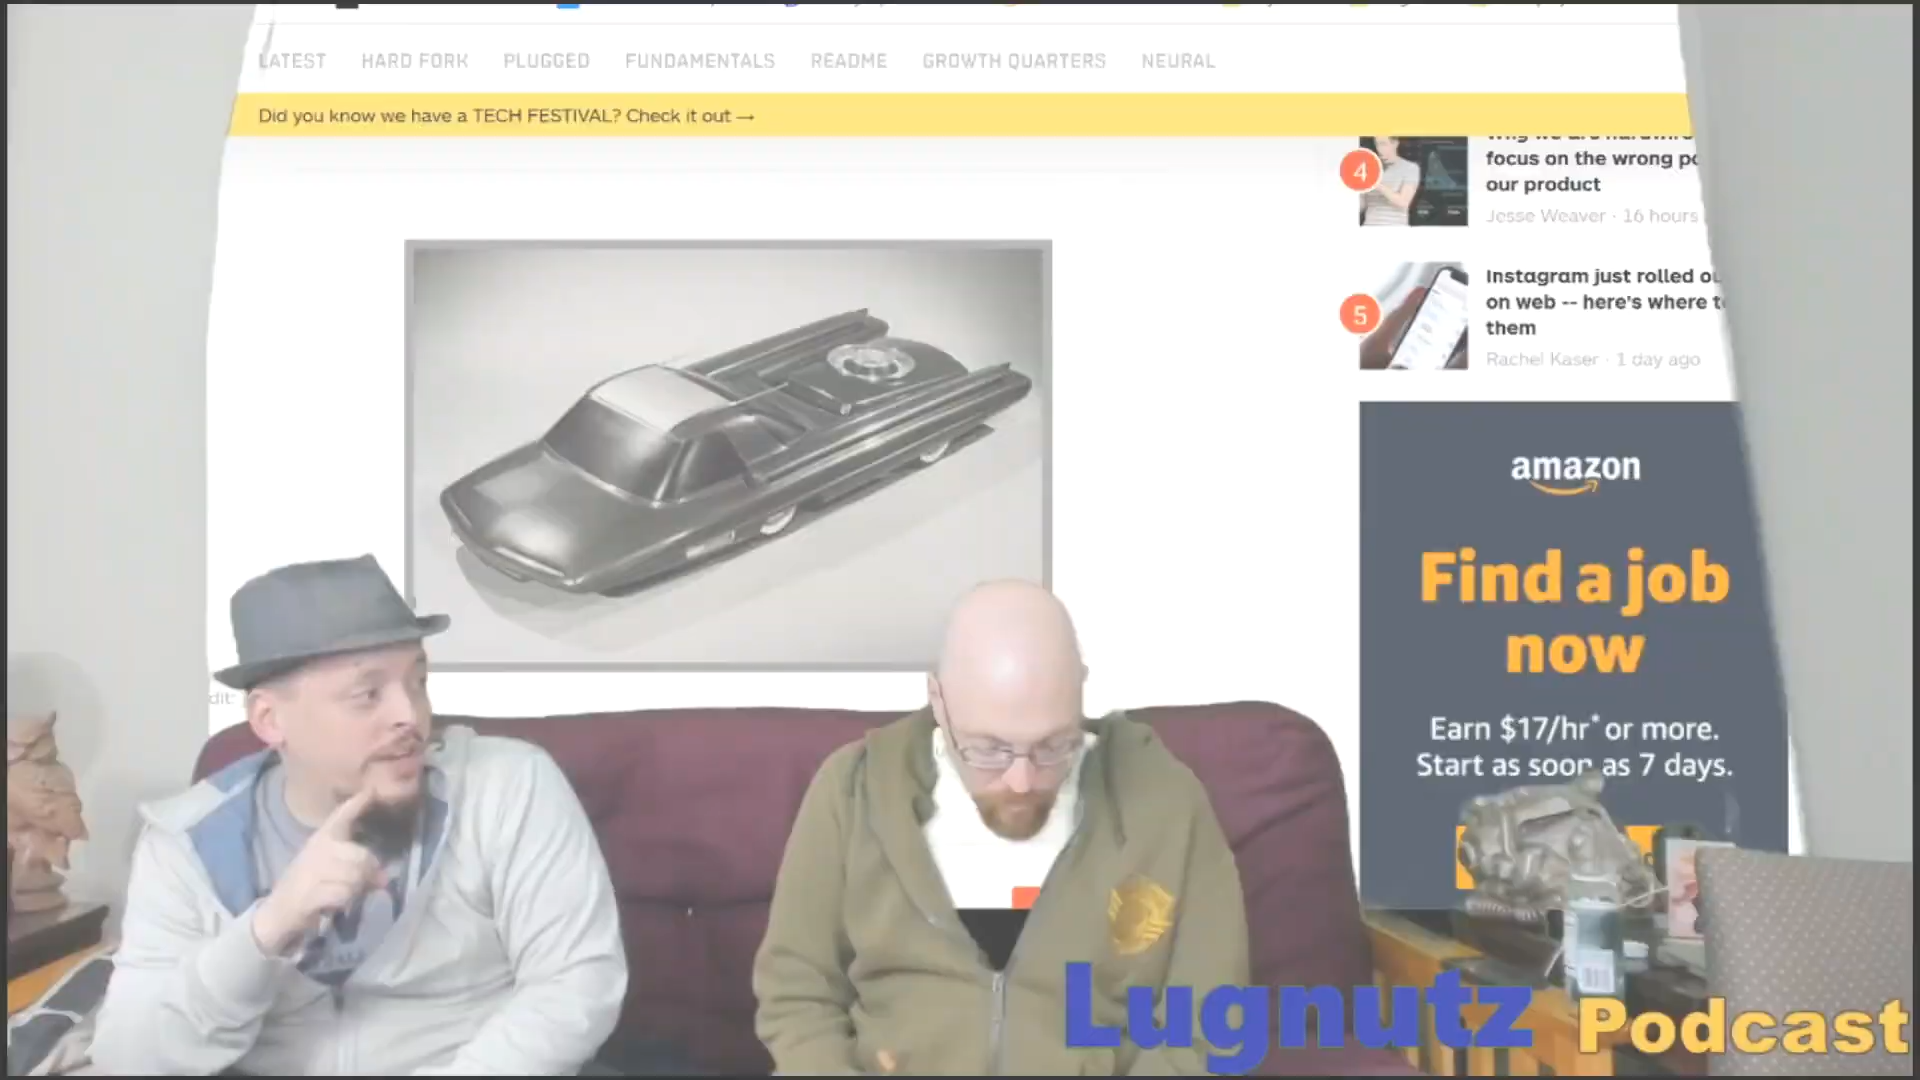 LATEST HARD FORK PLUGGED FUNDAMENTALS README GROWTH QUARTERS NEURAL
Did you know we have a TECH FESTIVAL? Check it out →
4
focus on the wrong
our product
Jesse Weaver · 16 hours
5
Instagram just rolled
on web -- here's where
them
Rachel Kaser · 1 day ago
amazon
Find a job
now
Earn $17/hr* or more.
Start as soon as 7 days.
dit:
Lugnutz Podcast